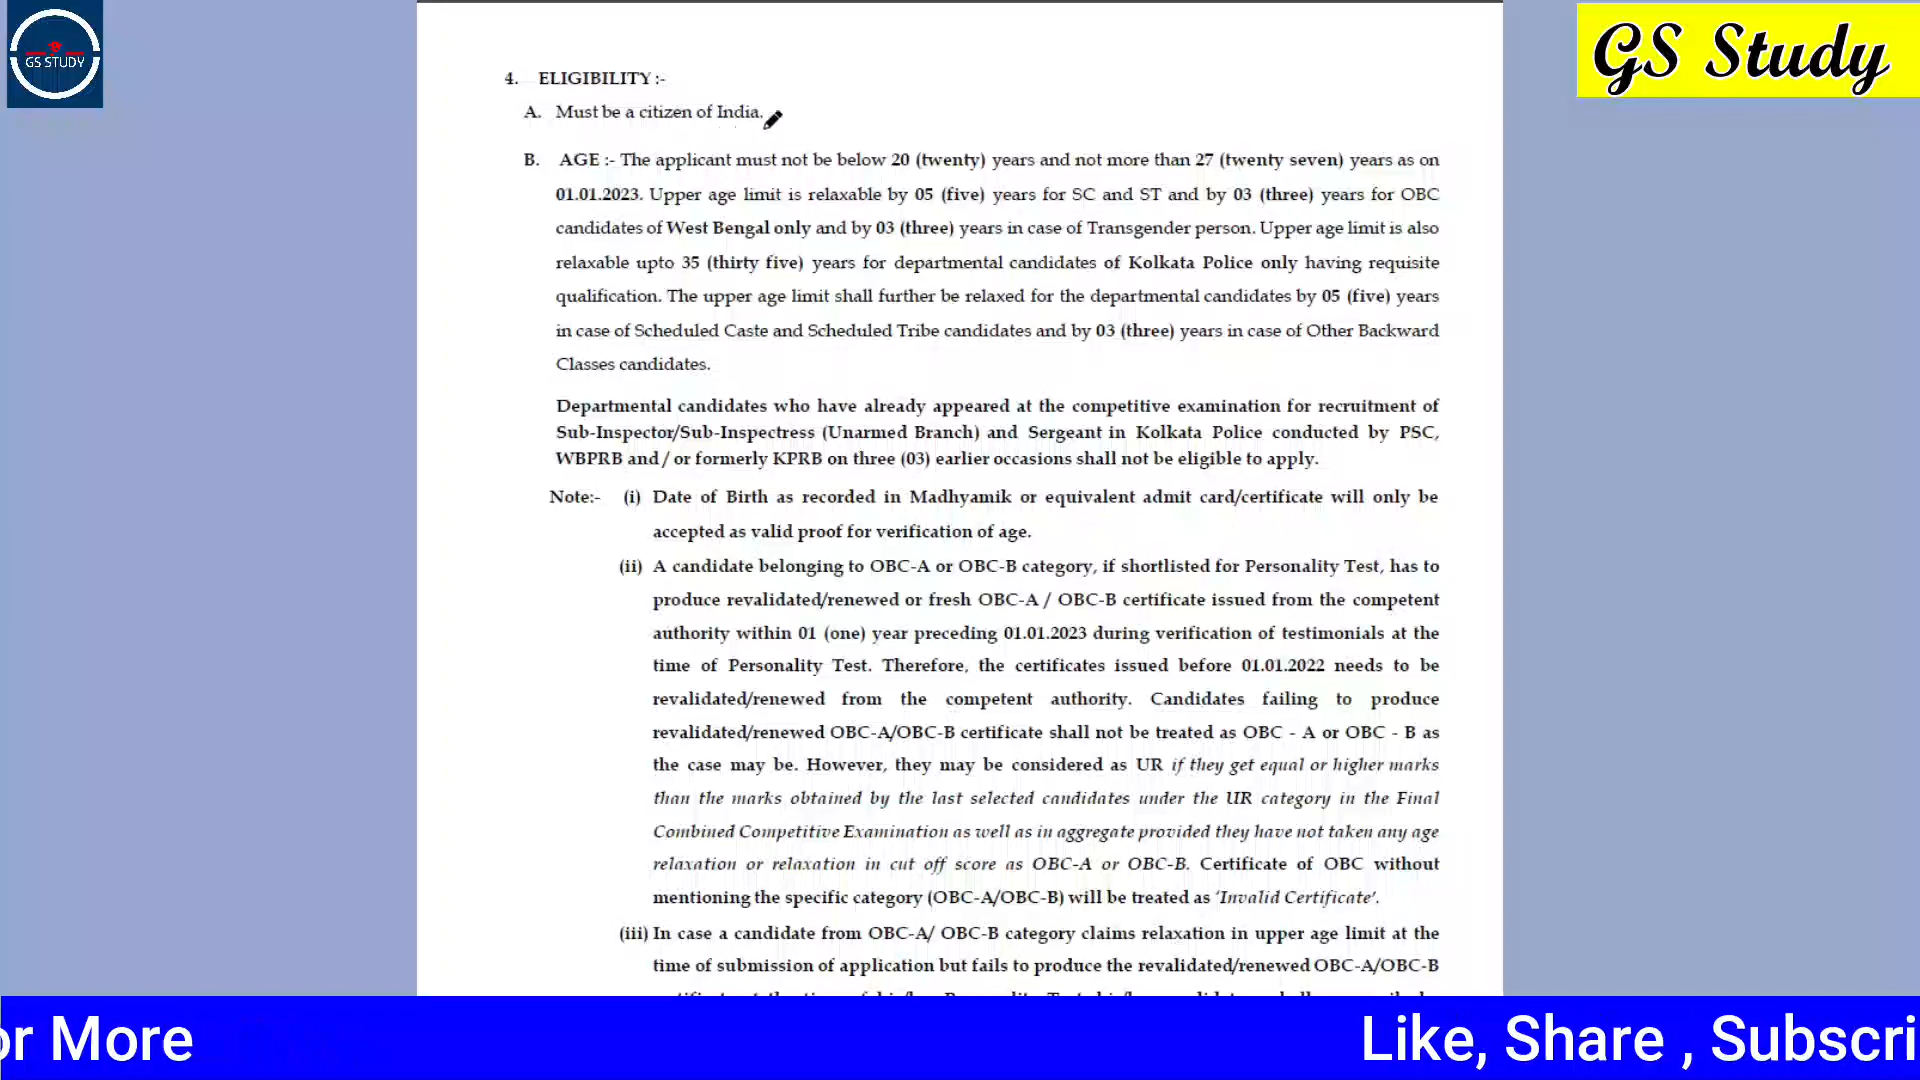 GS STUDY
GS Study
4. ELIGIBILITY :-
A. Must be a citizen of India.
B. AGE :- The applicant must not be below 20 (twenty) years and not more than 27 (twenty seven) years as on
01.01.2023. Upper age limit is relaxable by 05 (five) years for SC and ST and by 03 (three) years for OBC
candidates of West Bengal only and by 03 (three) years in case of Transgender person. Upper age limit is also
relaxable upto 35 (thirty five) years for departmental candidates of Kolkata Police only having requisite
qualification. The upper age limit shall further be relaxed for the departmental candidates by 05 (five) years
in case of Scheduled Caste and Scheduled Tribe candidates and by 03 (three) years in case of Other Backward
Classes candidates.
Departmental candidates who have already appeared at the competitive examination for recruitment of
Sub-Inspector/Sub-Inspectress (Unarmed Branch) and Sergeant in Kolkata Police conducted by PSC,
WBPRB and/ or formerly KPRB on three (03) earlier occasions shall not be eligible to apply.
Note:- (i) Date of Birth as recorded in Madhyamik or equivalent admit card/certificate will only be
accepted as valid proof for verification of age.
(ii) A candidate belonging to OBC-A or OBC-B category, if shortlisted for Personality Test, has to
produce revalidated/renewed or fresh OBC-A / OBC-B certificate issued from the competent
authority within 01 (one) year preceding 01.01.2023 during verification of testimonials at the
time of Personality Test. Therefore, the certificates issued before 01.01.2022 needs to be
revalidated/renewed from the competent authority. Candidates failing to produce
revalidated/renewed OBC-A/OBC-B certificate shall not be treated as OBC - A or OBC - B as
the case may be. However, they may be considered as UR if they get equal or higher marks
than the marks obtained by the last selected candidates under the UR category in the Final
Combined Competitive Examination as well as in aggregate provided they have not taken any age
relaxation or relaxation in cut off score as OBC-A or OBC-B. Certificate of OBC without
mentioning the specific category (OBC-A/OBC-B) will be treated as 'Invalid Certificate'.
(iii) In case a candidate from OBC-A/ OBC-B category claims relaxation in upper age limit at the
time of submission of application but fails to produce the revalidated/renewed OBC-A/OBC-B
or More
Like, Share , Subscri